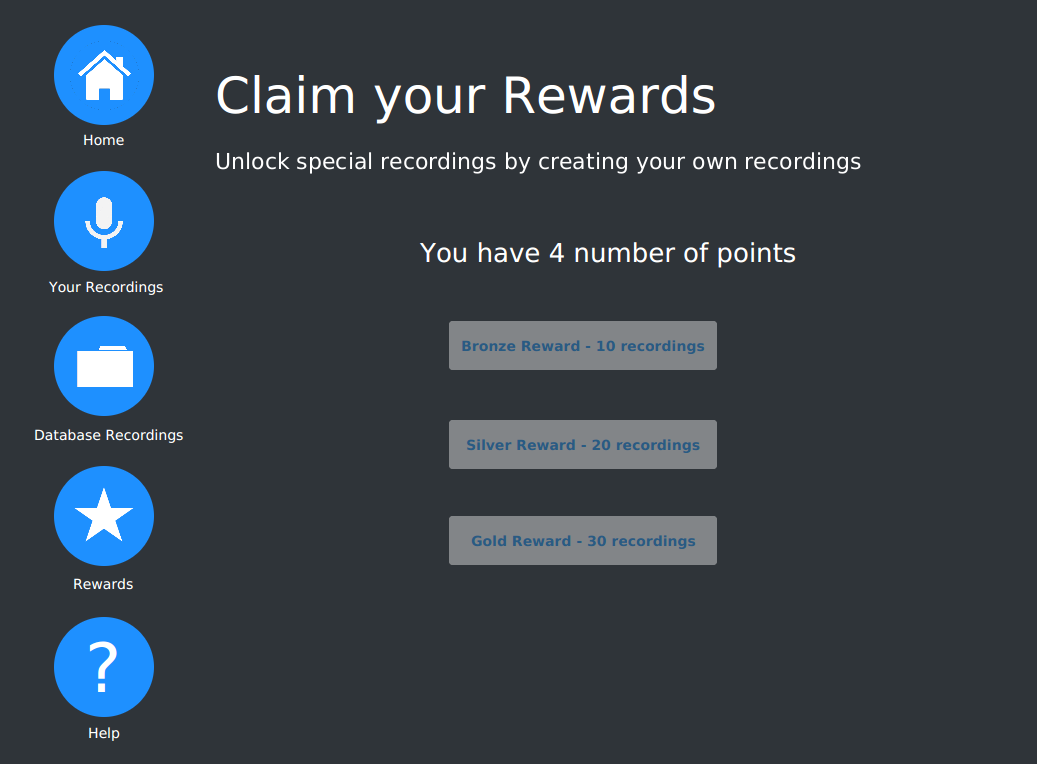 Home
Your Recordings
Database Recordings
Rewards
?
Help
Claim your Rewards
Unlock special recordings by creating your own recordings
You have 4 number of points
Bronze Reward - 10 recordings
Silver Reward - 20 recordings
Gold Reward - 30 recordings